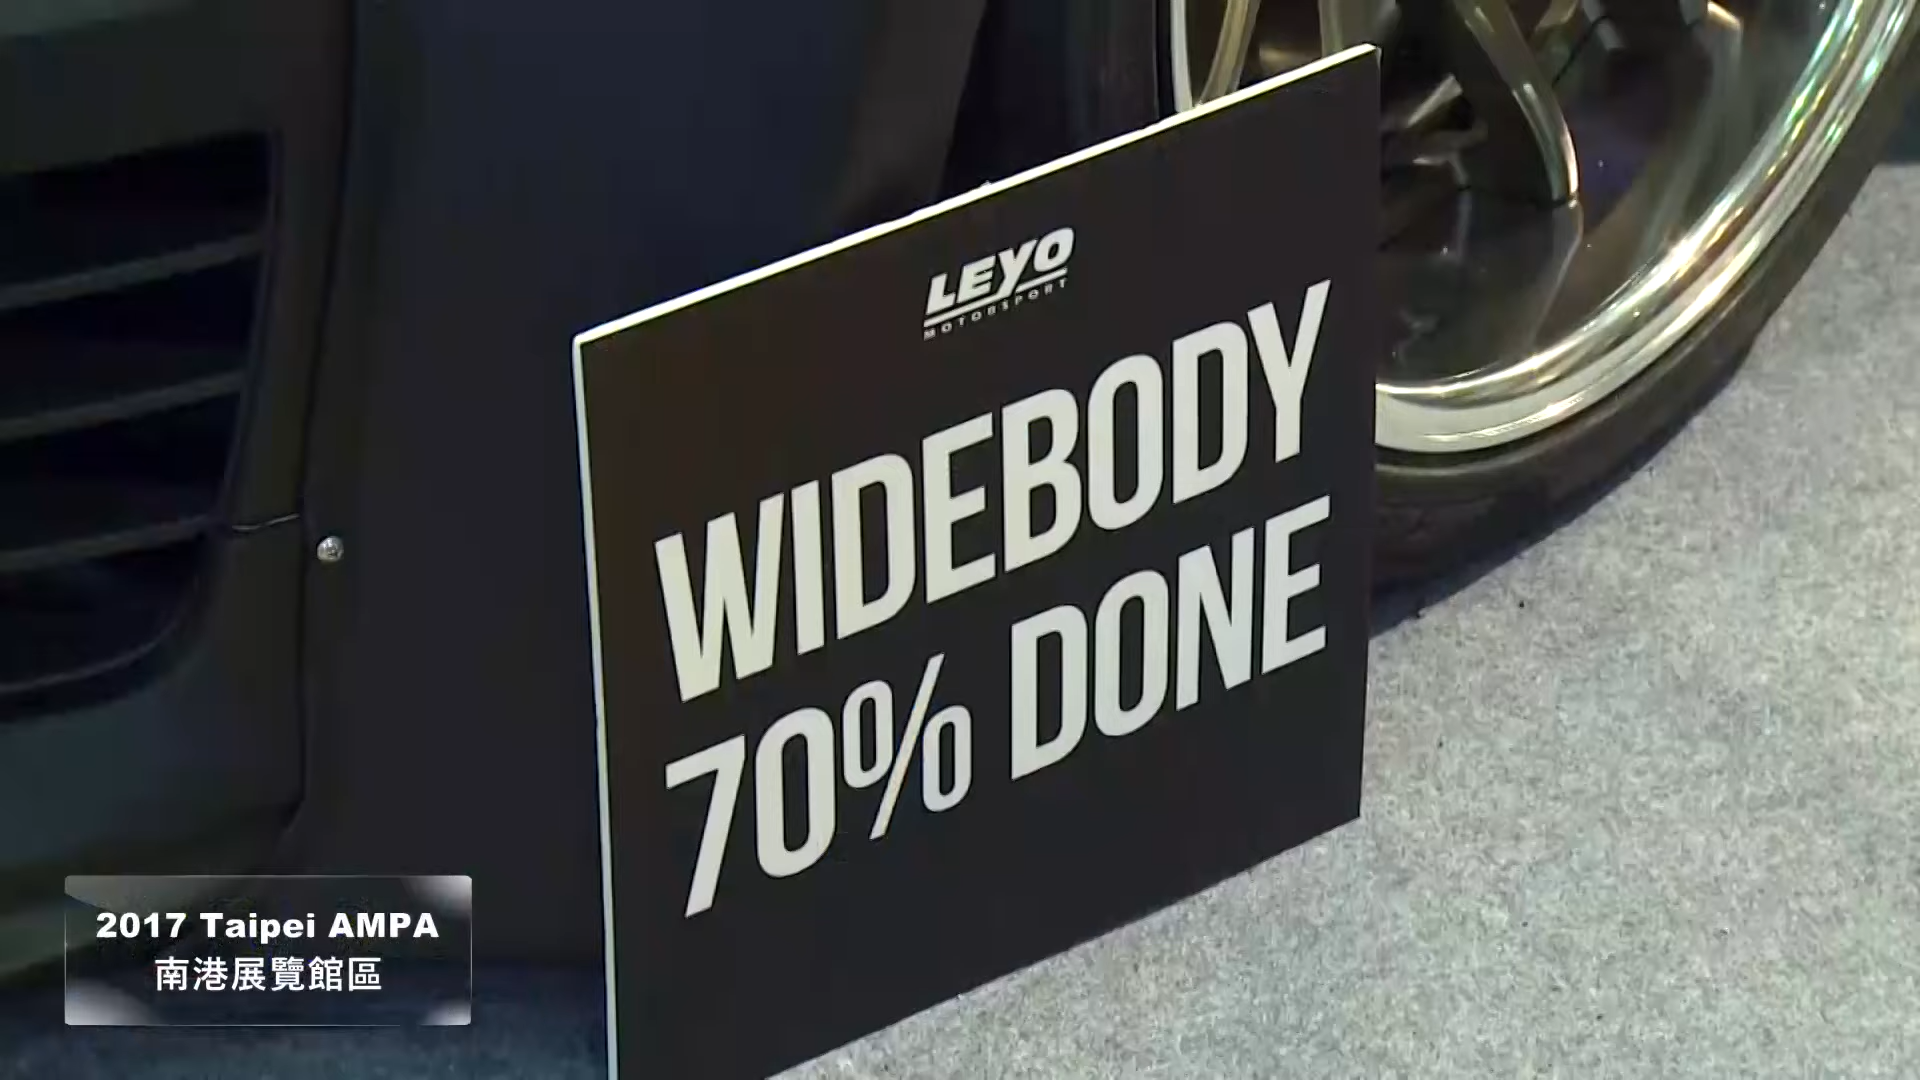 LEYO
MOTORSPORT
WIDEBODY
70% DONE
2017 Taipei AMPA
南港展覽館區